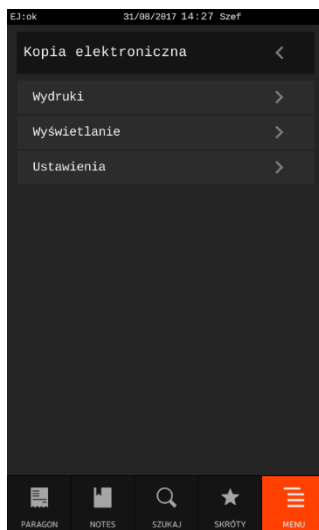 EJ:ok 31/08/2017 14:27 Szef
Kopia elektroniczna
Wydruki
Wyświetlanie
Ustawienia
PARAGON NOTES SZUKAJ SKRÓTY MENU